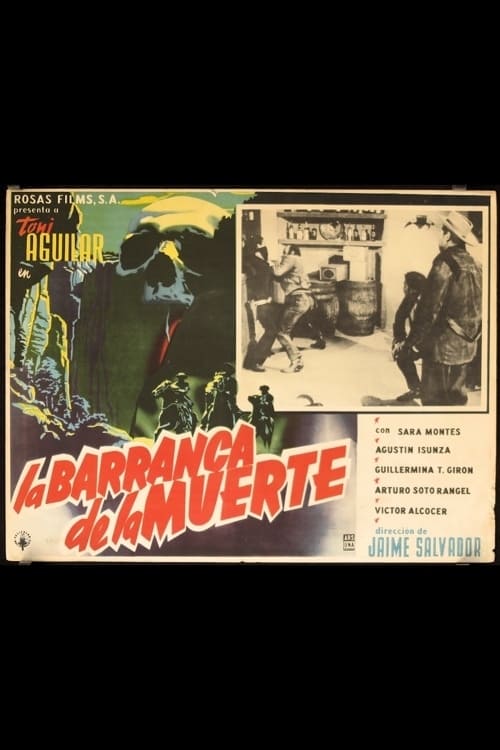 ROSAS FILMS, S.A.
presenta a
Toni
AGUILAR
en
la BARRANCA
de la MUERTE
con SARA MONTES
AGUSTIN ISUNZA
GUILLERMINA T. GIRON
ARTURO SOTO RANGEL
VICTOR ALCOCER
dirección de
JAIME SALVADOR